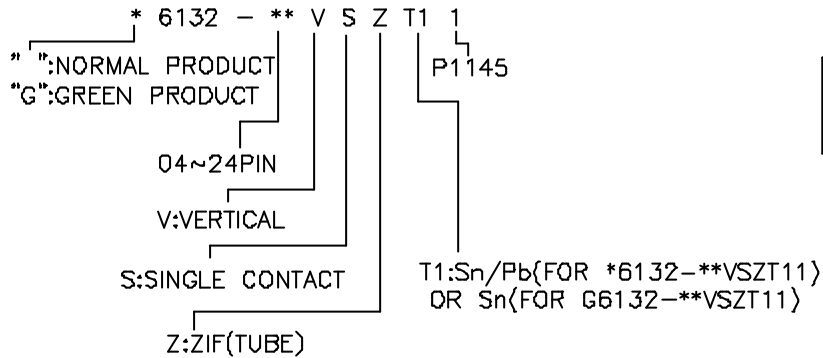 * 6132 - ** V S Z T1 1
" ":NORMAL PRODUCT
"G":GREEN PRODUCT
P1145
04~24PIN
V:VERTICAL
S:SINGLE CONTACT
T1:Sn/Pb(FOR *6132-**VSZT11)
OR Sn(FOR G6132-**VSZT11)
Z:ZIF(TUBE)